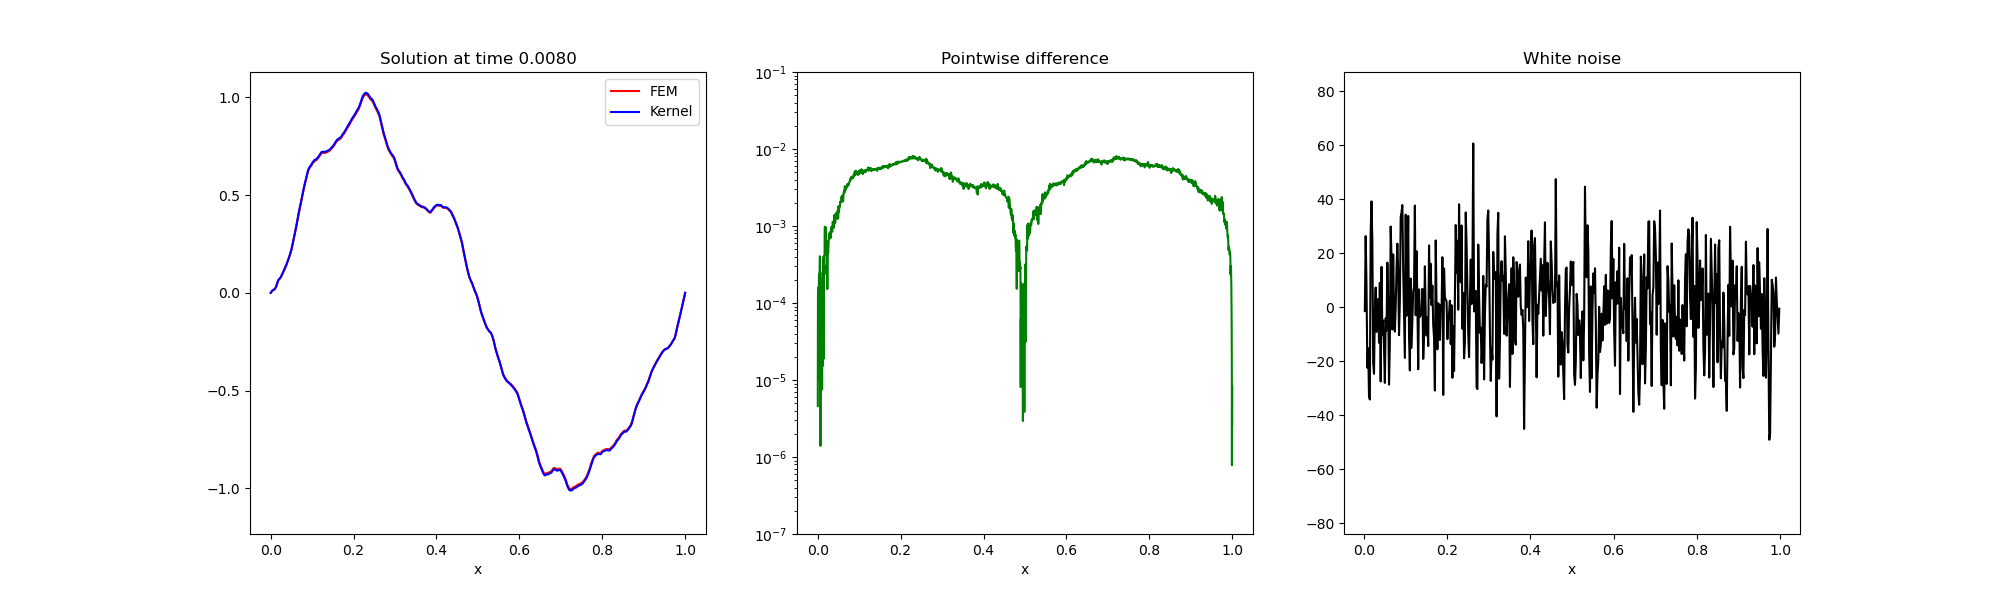 Solution at time 0.0080
1.0
0.5
0.0
−0.5
−1.0
0.0 0.2 0.4 0.6 0.8 1.0
x
FEM
Kernel
Pointwise difference
10−1
10−2
10−3
10−4
10−5
10−6
10−7
0.0 0.2 0.4 0.6 0.8 1.0
x
White noise
80
60
40
20
0
−20
−40
−60
−80
0.0 0.2 0.4 0.6 0.8 1.0
x